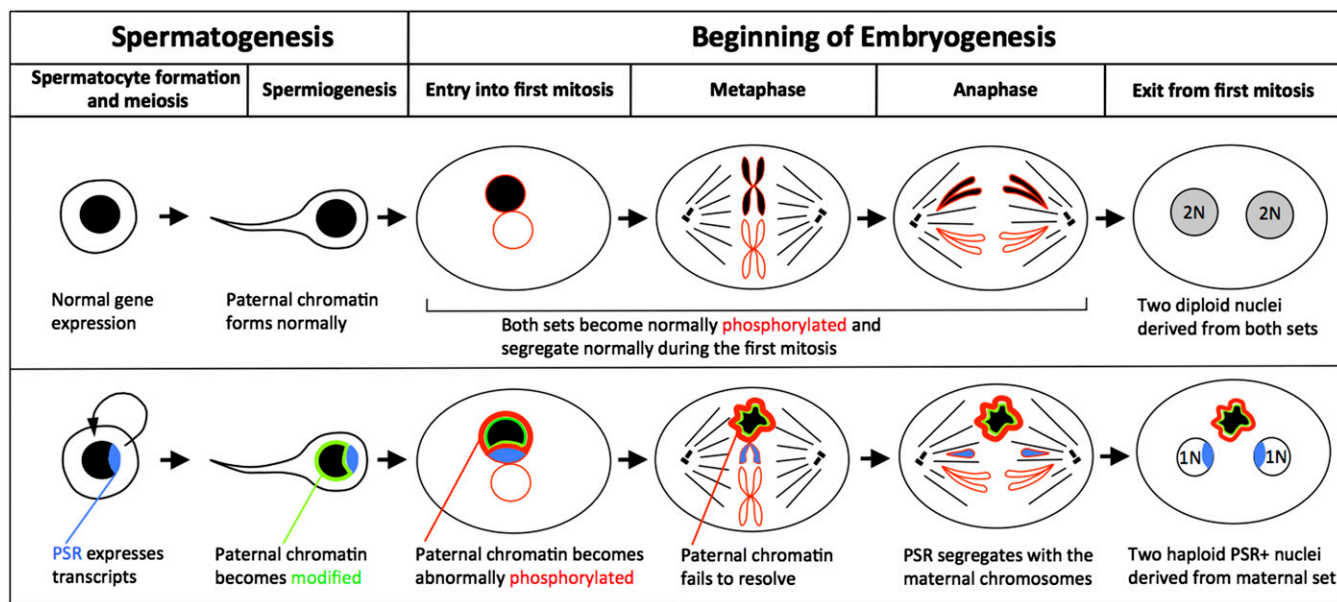 Spermatogenesis
Beginning of Embryogenesis
Spermatocyte formation
and meiosis
Spermiogenesis
Entry into first mitosis
Metaphase
Anaphase
Exit from first mitosis
2N
2N
Normal gene
expression
Paternal chromatin
forms normally
Both sets become normally phosphorylated and
segregate normally during the first mitosis
Two diploid nuclei
derived from both sets
1N
1N
PSR expresses
transcripts
Paternal chromatin
becomes modified
Paternal chromatin becomes
abnormally phosphorylated
Paternal chromatin
fails to resolve
PSR segregates with the
maternal chromosomes
Two haploid PSR+ nuclei
derived from maternal set